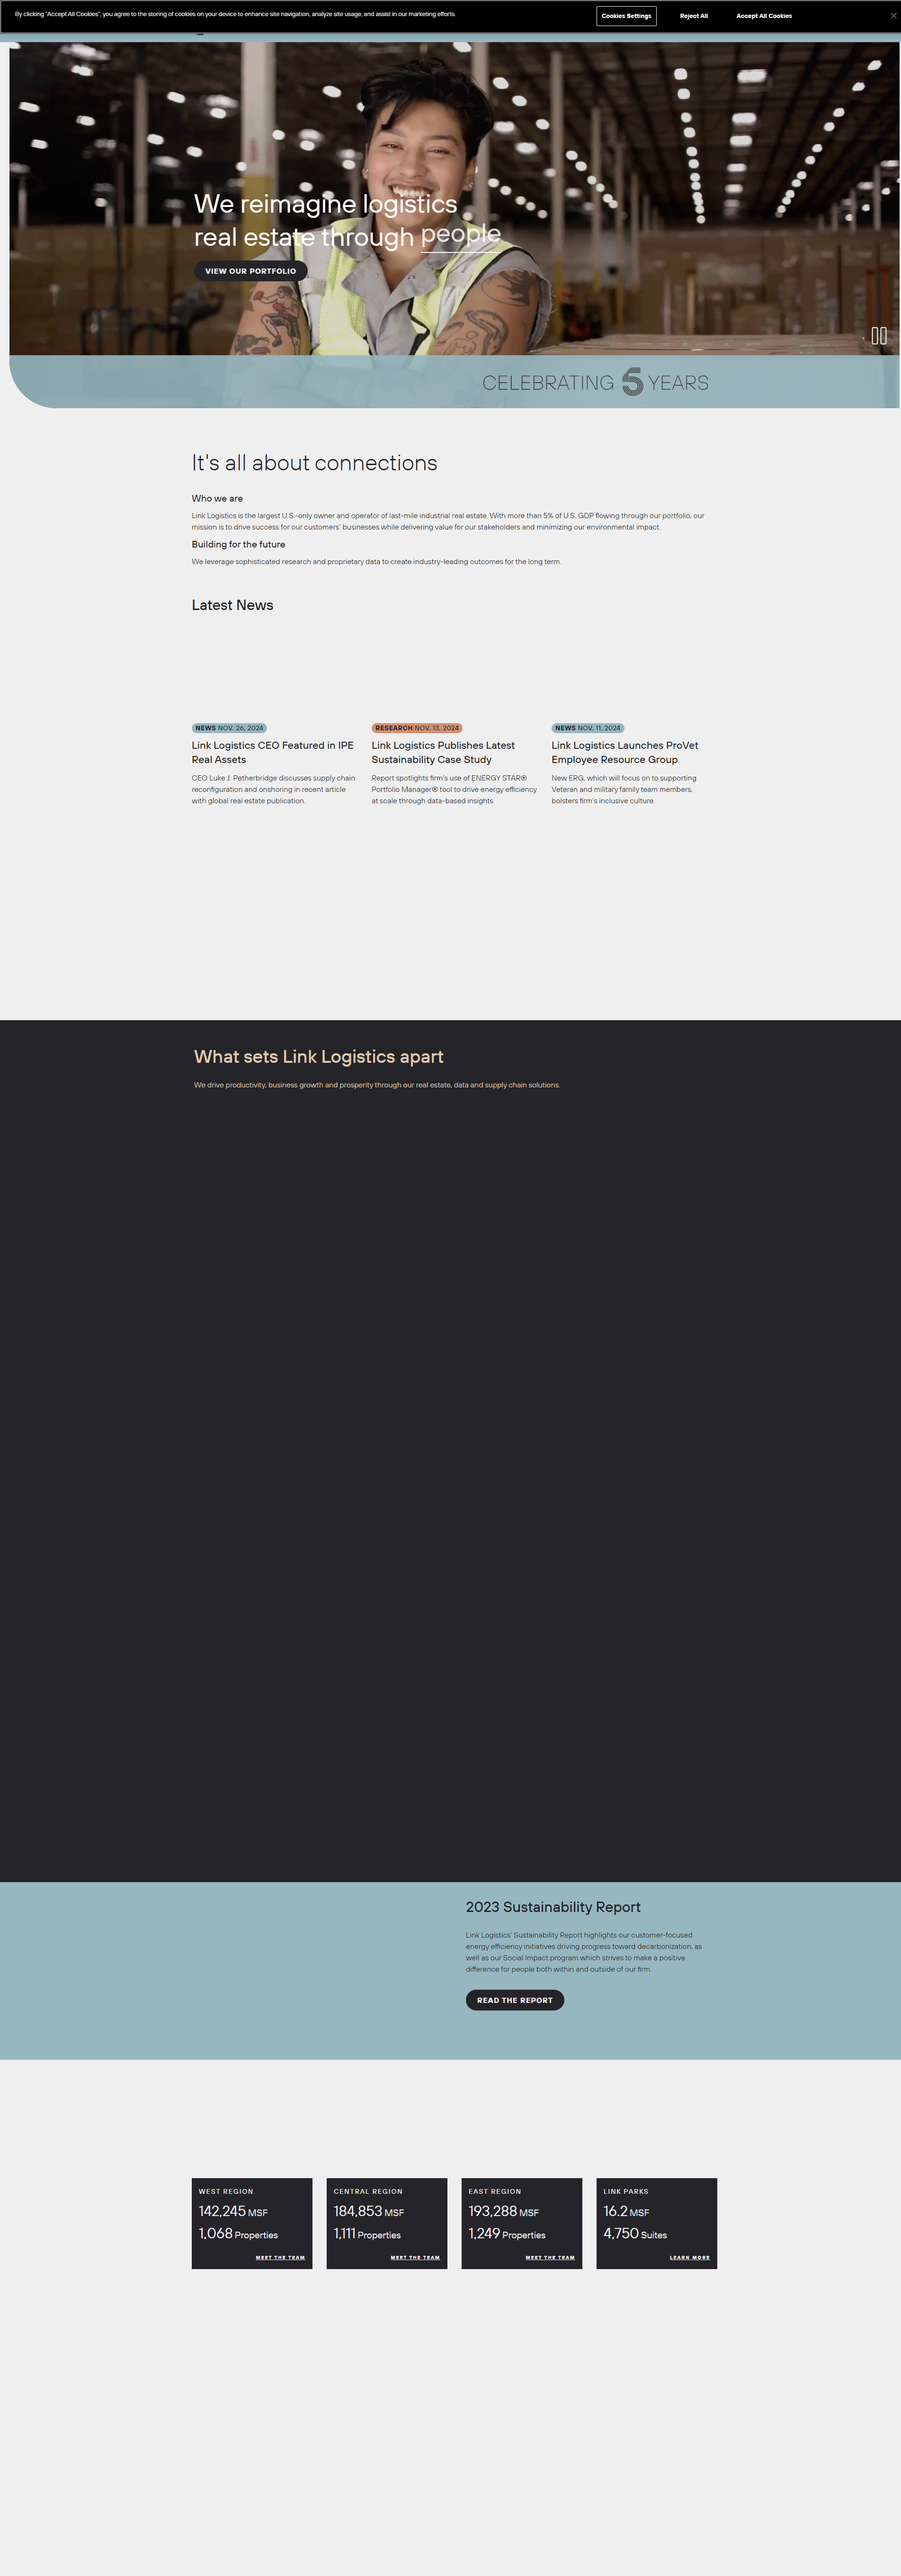 By clicking "Accept All Cookies", you agree to the storing of cookies on your device to enhance site navigation, analyze site usage, and assist in our marketing efforts.
Cookies Settings
Reject All
Accept All Cookies
We reimagine logistics
real estate through people
VIEW OUR PORTFOLIO
CELEBRATING 5 YEARS
It's all about connections
Who we are
Link Logistics is the largest U.S.-only owner and operator of last-mile industrial real estate. With more than 5% of U.S. GDP flowing through our portfolio, our
mission is to drive success for our customers' businesses while delivering value for our stakeholders and minimizing our environmental impact.
Building for the future
We leverage sophisticated research and proprietary data to create industry-leading outcomes for the long term.
Latest News
NEWS NOV. 26, 2024
Link Logistics CEO Featured in IPE
Real Assets
CEO Luke J. Petherbridge discusses supply chain
reconfiguration and onshoring in recent article
with global real estate publication.
RESEARCH NOV. 13, 2024
Link Logistics Publishes Latest
Sustainability Case Study
Report spotlights firm's use of ENERGY STAR®
Portfolio Manager® tool to drive energy efficiency
at scale through data-based insights.
NEWS NOV. 11, 2024
Link Logistics Launches ProVet
Employee Resource Group
New ERG, which will focus on to supporting
Veteran and military family team members,
bolsters firm's inclusive culture.
What sets Link Logistics apart
We drive productivity, business growth and prosperity through our real estate, data and supply chain solutions.
2023 Sustainability Report
Link Logistics' Sustainability Report highlights our customer-focused
energy efficiency initiatives driving progress toward decarbonization, as
well as our Social Impact program which strives to make a positive
difference for people both within and outside of our firm.
READ THE REPORT
WEST REGION
142,245 MSF
1,068 Properties
MEET THE TEAM
CENTRAL REGION
184,853 MSF
1,111 Properties
MEET THE TEAM
EAST REGION
193,288 MSF
1,249 Properties
MEET THE TEAM
LINK PARKS
16.2 MSF
4,750 Suites
LEARN MORE